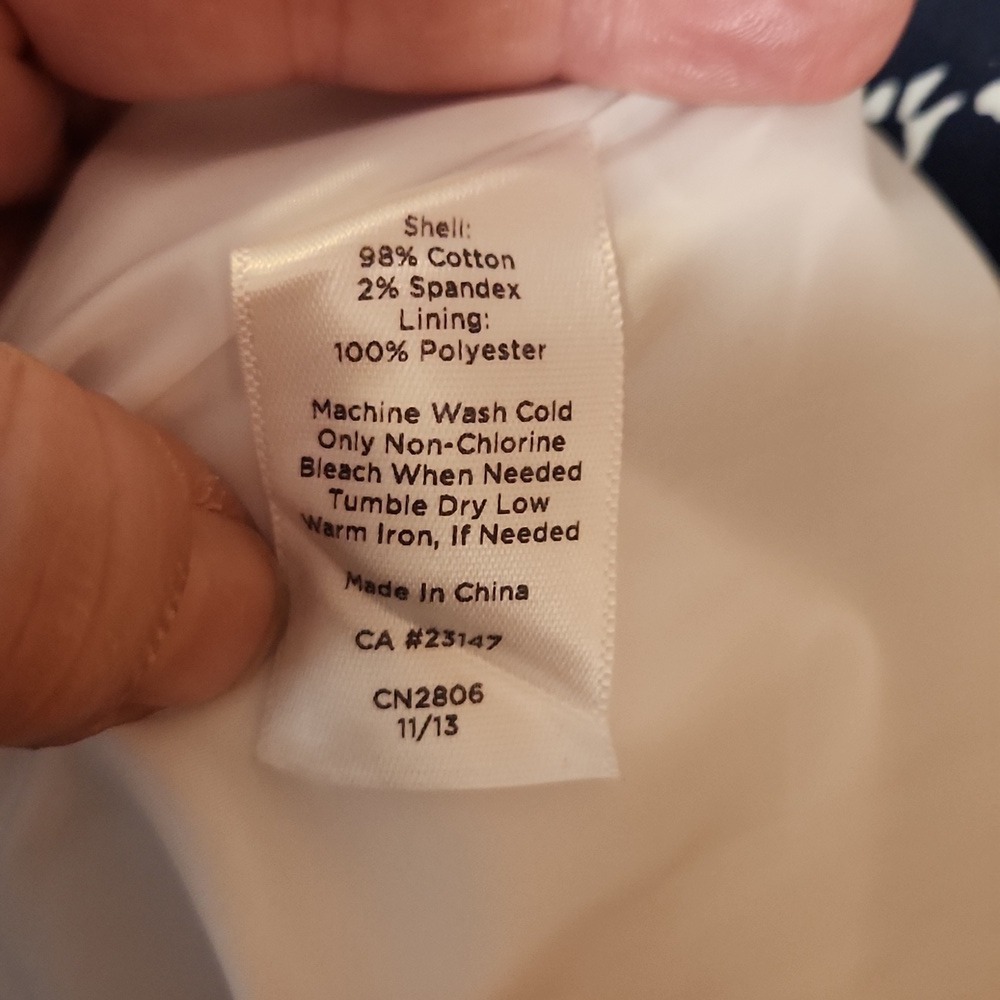 Shell:
98% Cotton
2% Spandex
Lining:
100% Polyester
Machine Wash Cold
Only Non-Chlorine
Bleach When Needed
Tumble Dry Low
Warm Iron, If Needed
Made In China
CA #23147
CN2806
11/13